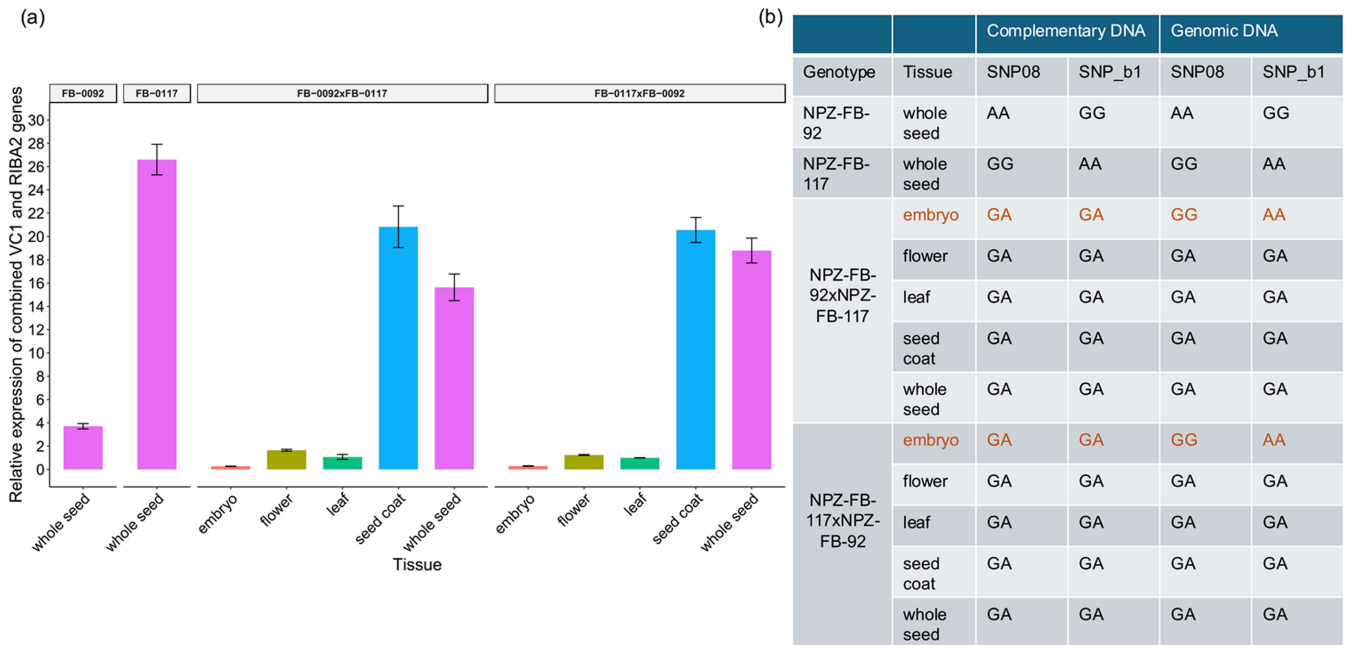 (a)
Relative expression of combined VC1 and RIBA2 genes
FB-0092
FB-0117
FB-0092xFB-0117
FB-0117xFB-0092
30
28
26
24
22
20
18
16
14
12
10
8
6
4
2
0
whole seed
whole seed
embryo
flower
leaf
seed coat
whole seed
embryo
flower
leaf
seed coat
whole seed
Tissue
(b)
Complementary DNA Genomic DNA
Genotype Tissue SNP08 SNP_b1 SNP08 SNP_b1
NPZ-FB-
92
whole
seed
AA GG AA GG
NPZ-FB-
117
whole
seed
GG AA GG AA
NPZ-FB-
92xNPZ-
FB-117
embryo GA GA GG AA
flower GA GA GA GA
leaf GA GA GA GA
seed
coat
GA GA GA GA
whole
seed
GA GA GA GA
NPZ-FB-
117xNPZ-
FB-92
embryo GA GA GG AA
flower GA GA GA GA
leaf GA GA GA GA
seed
coat
GA GA GA GA
whole
seed
GA GA GA GA